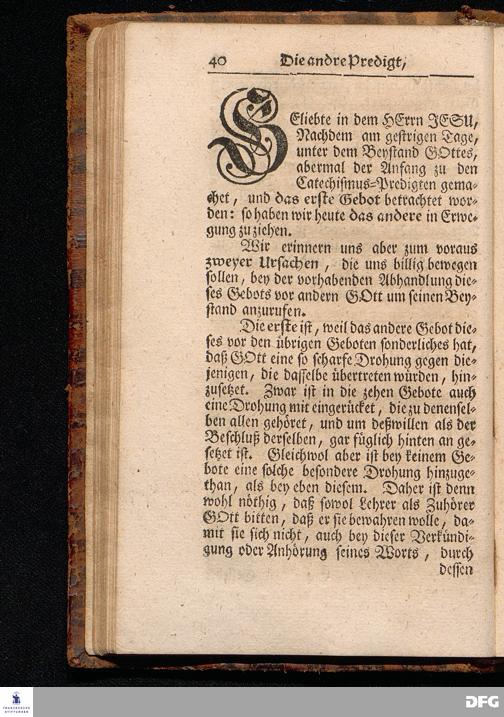 40 Die andre Predigt,
GEliebte in dem HErrn JESU,
Nachdem am gestrigen Tage,
unter dem Beystand GOttes,
abermal der Anfang zu den
Catechismus-Predigten gema-
chet, und das erste Gebot betrachtet wor-
den: so haben wir heute das andere in Erwe-
gung zu ziehen.
Wir erinnern uns aber zum voraus
zweyer Ursachen, die uns billig bewegen
sollen, bey der vorhabenden Abhandlung die-
ses Gebots vor andern GOtt um seinen Bey-
stand anzurufen.
Die erste ist, weil das andere Gebot die-
ses vor den übrigen Geboten sonderliches hat,
daß GOtt eine so scharfe Drohung gegen die-
jenigen, die dasselbe übertreten würden, hin-
zusetzet. Zwar ist in die zehen Gebote auch
eine Drohung mit eingerücket, die zu denensel-
ben allen gehöret, und um deßwillen als der
Beschluß derselben, gar füglich hinten an ge-
setzet ist. Gleichwol aber ist bey keinem Ge-
bote eine solche besondere Drohung hinzuge-
than, als bey eben diesem. Daher ist denn
wohl nöthig, daß sowol Lehrer als Zuhörer
GOtt bitten, daß er sie bewahren wolle, da-
mit sie sich nicht, auch bey dieser Verkündi-
gung oder Anhörung seines Worts, durch
dessen
FRANCKESCHE
STIFTUNGEN
DFG